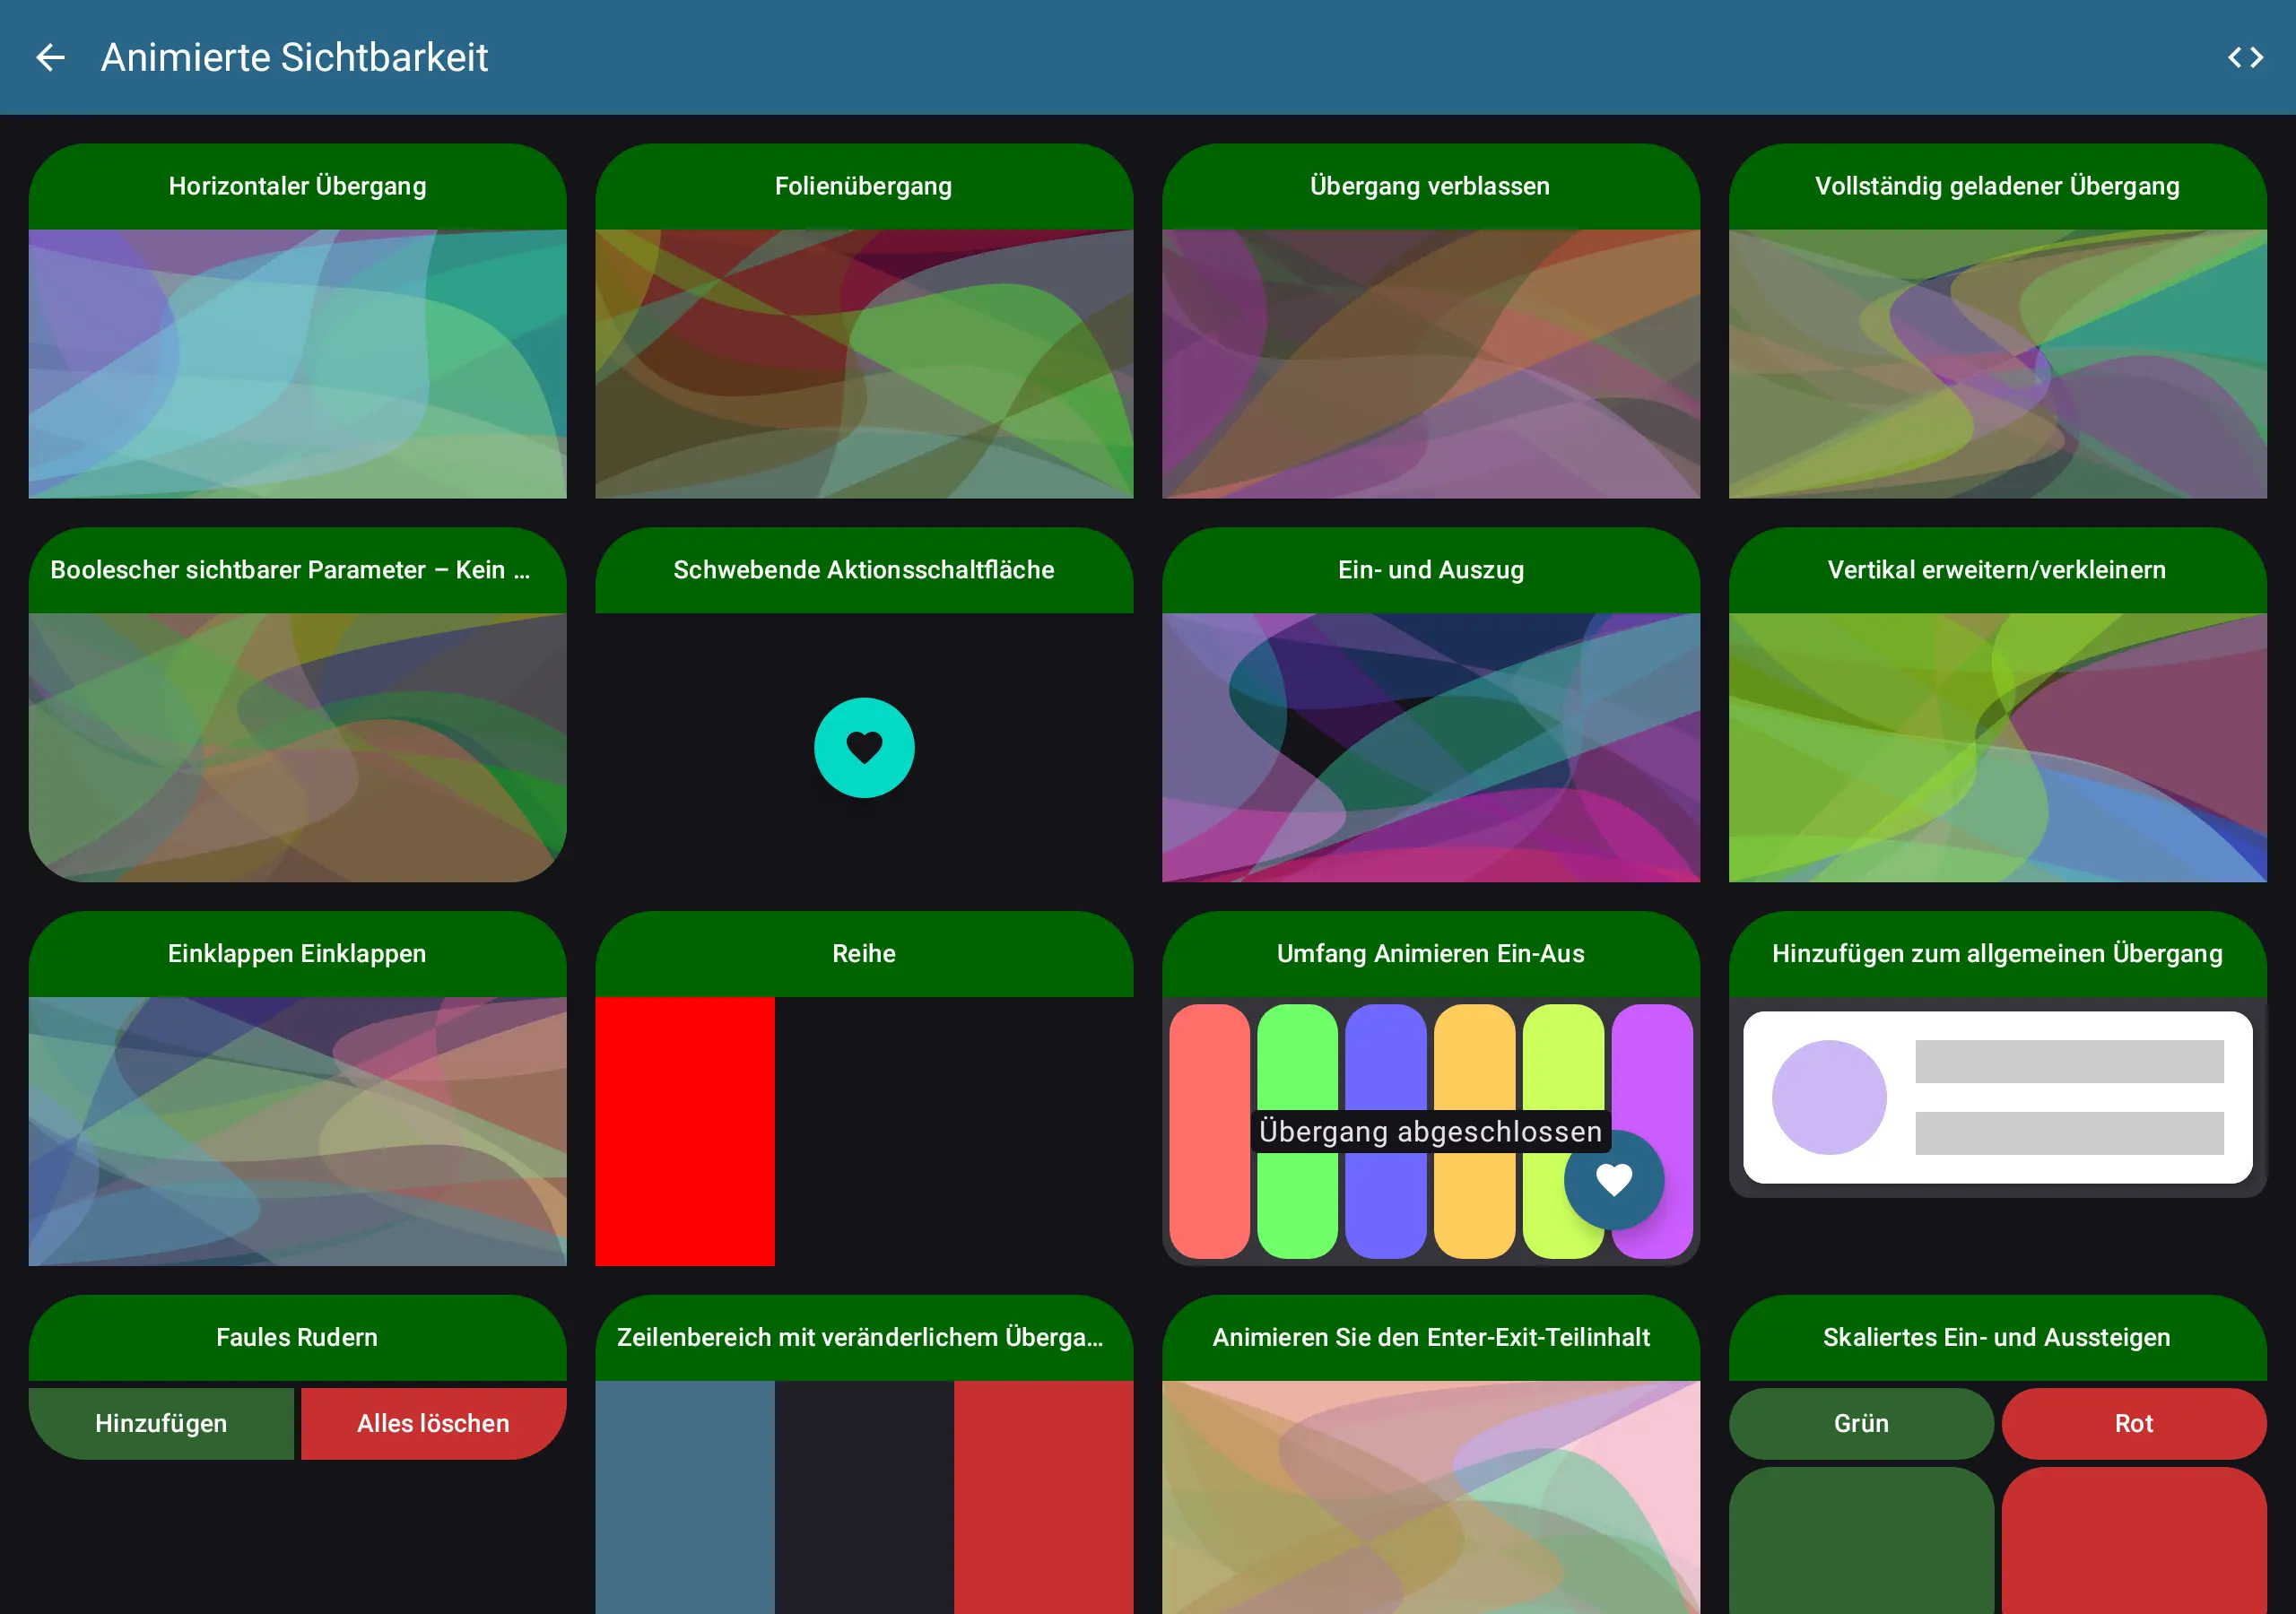 Animierte Sichtbarkeit
Horizontaler Übergang
Folienübergang
Übergang verblassen
Vollständig geladener Übergang
Boolescher sichtbarer Parameter – Kein ...
Schwebende Aktionsschaltfläche
Ein- und Auszug
Vertikal erweitern/verkleinern
Einklappen Einklappen
Reihe
Umfang Animieren Ein-Aus
Hinzufügen zum allgemeinen Übergang
Übergang abgeschlossen
Faules Rudern
Zeilenbereich mit veränderlichem Überga...
Animieren Sie den Enter-Exit-Teilinhalt
Skaliertes Ein- und Aussteigen
Hinzufügen
Alles löschen
Grün
Rot